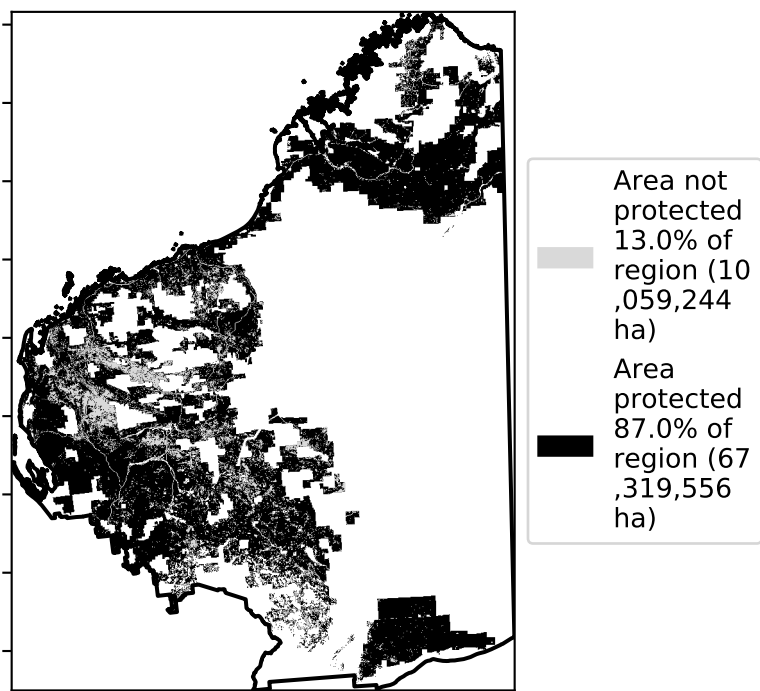 Area not
protected
13.0% of
region (10
,059,244
ha)
Area
protected
87.0% of
region (67
,319,556
ha)